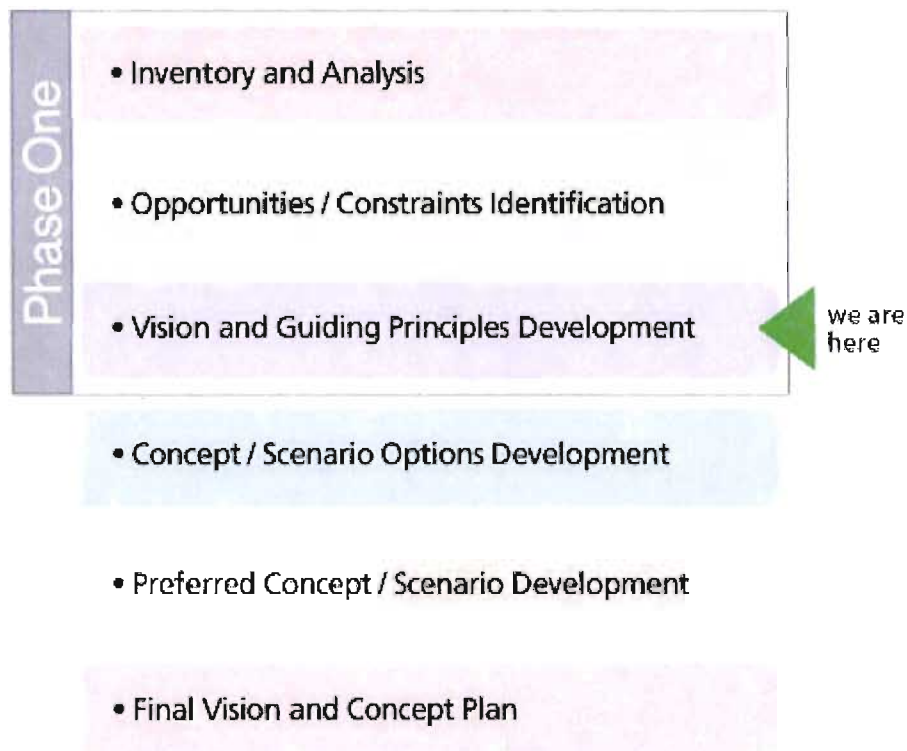 Phase One
• Inventory and Analysis
• Opportunities / Constraints Identification
• Vision and Guiding Principles Development
we are
here
• Concept / Scenario Options Development
• Preferred Concept / Scenario Development
• Final Vision and Concept Plan